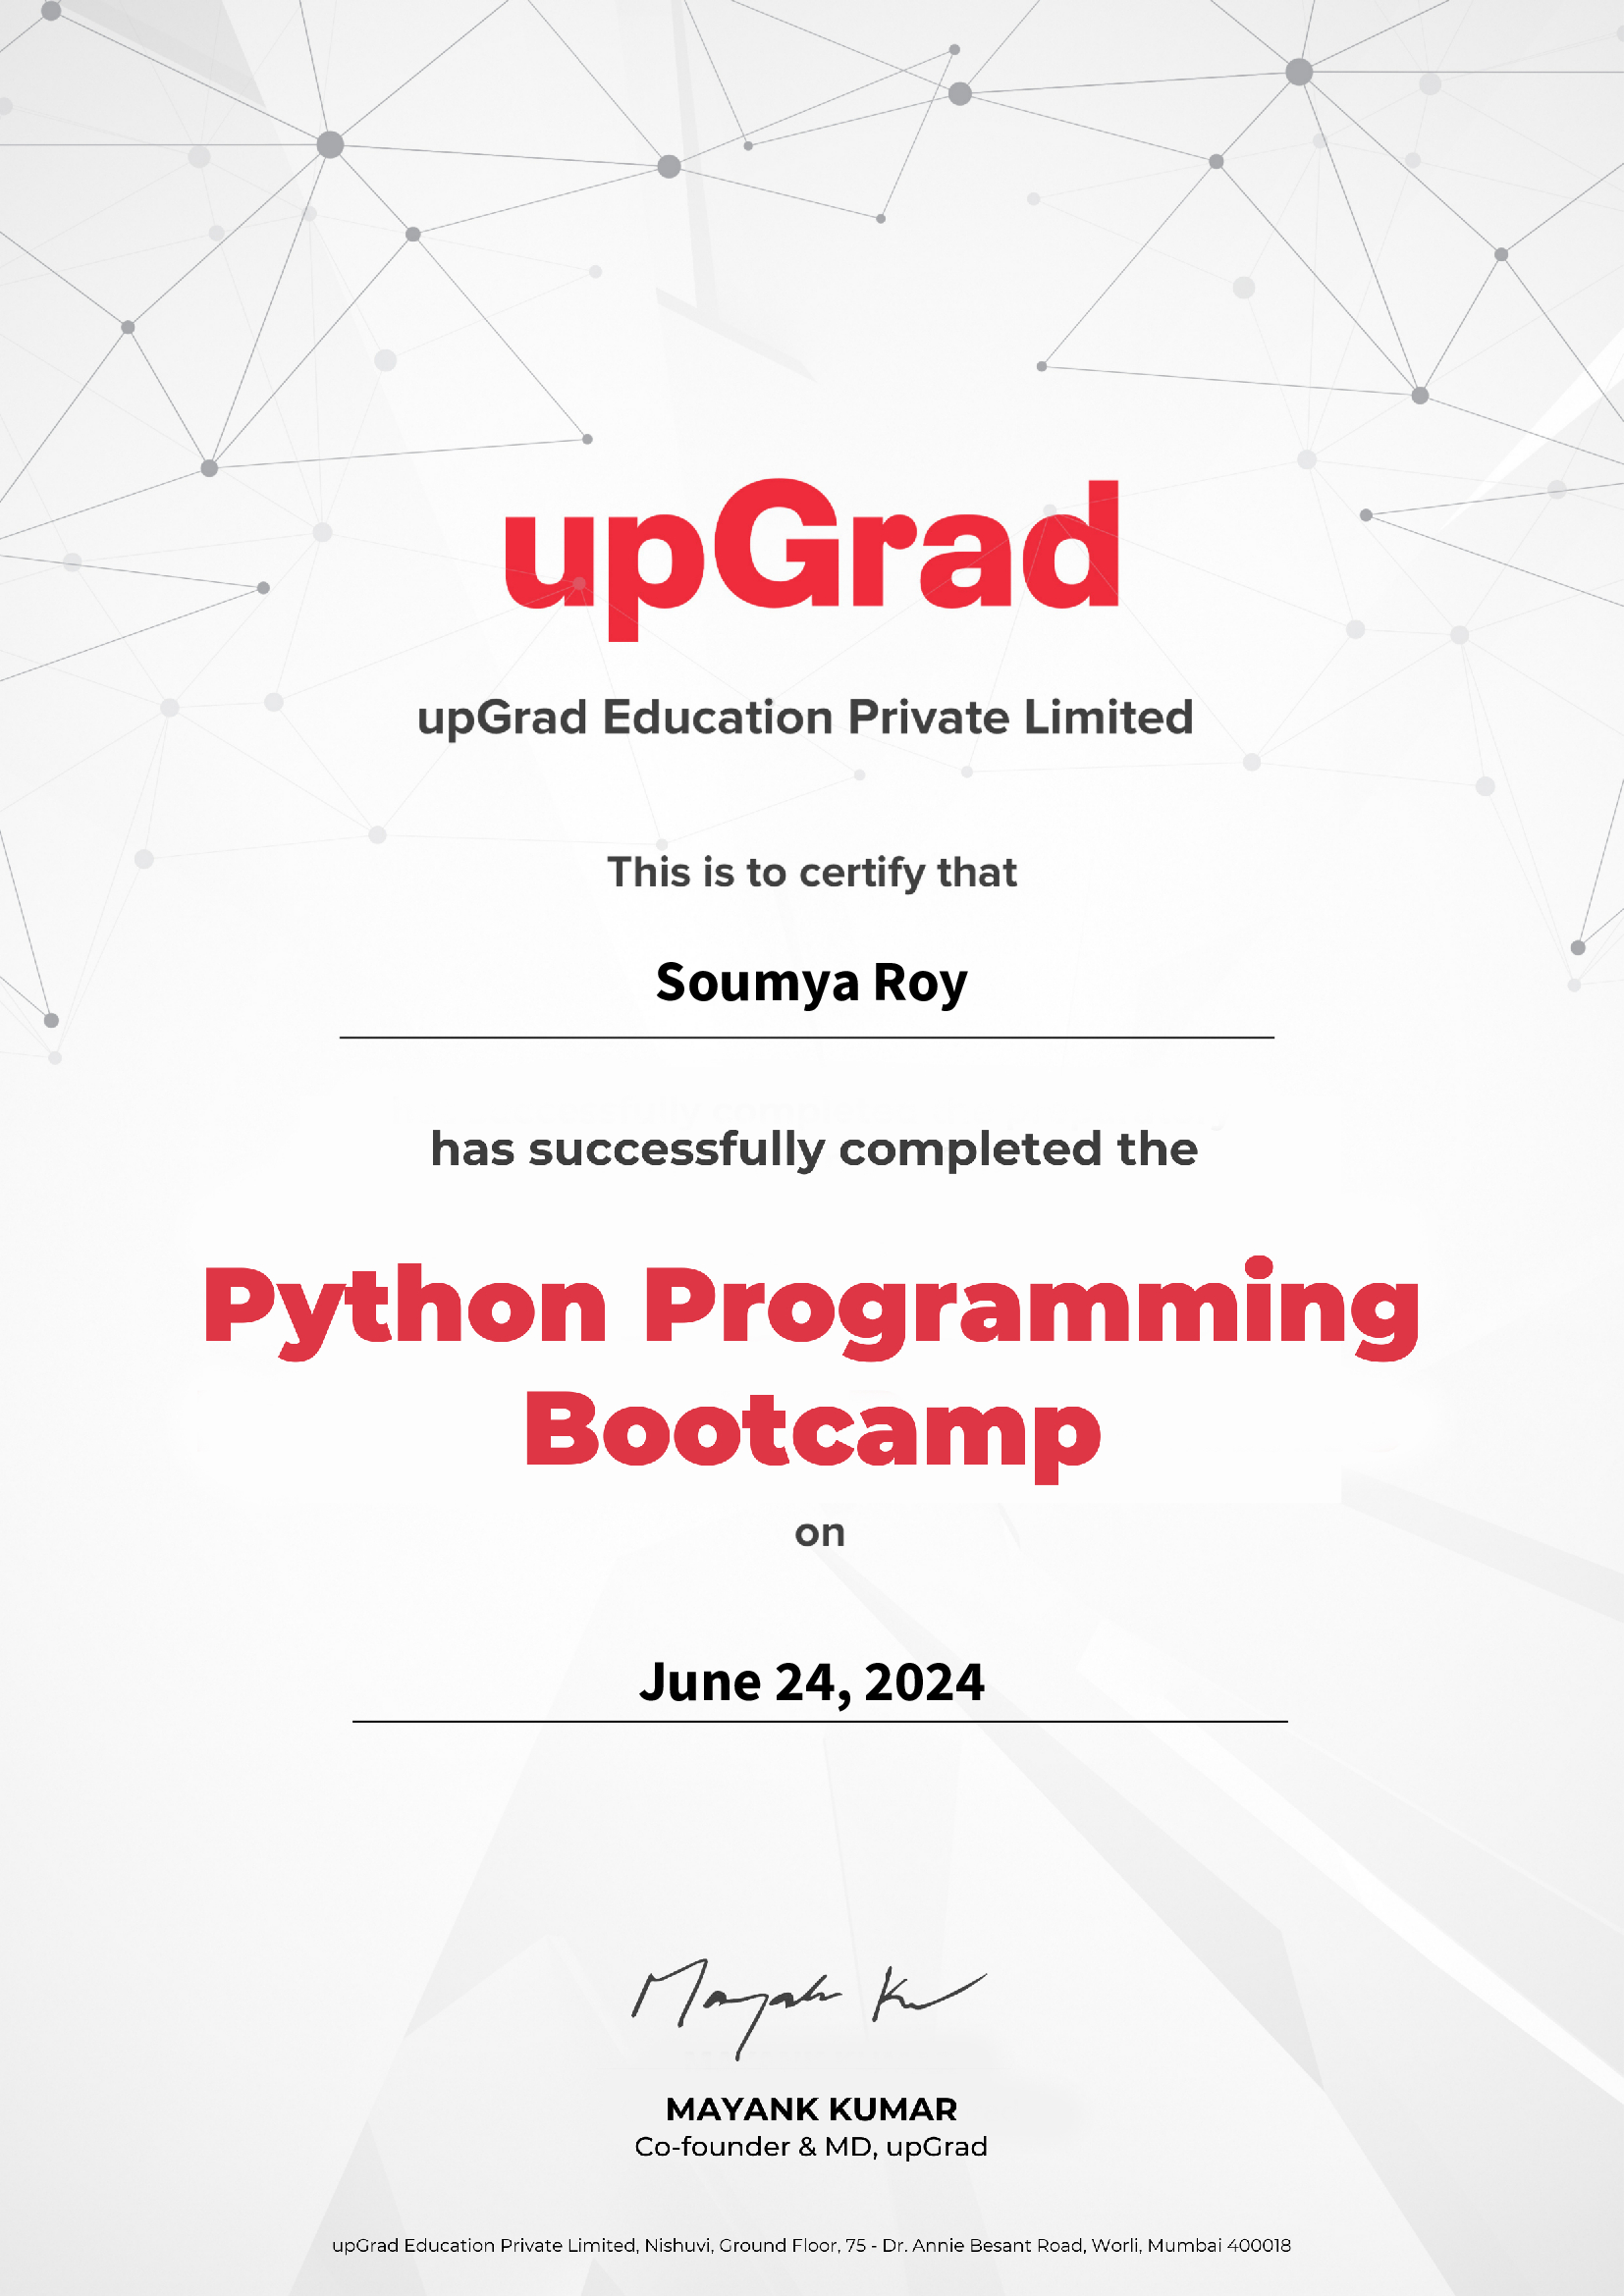 upGrad
upGrad Education Private Limited
This is to certify that
Soumya Roy
has successfully completed the
Python Programming
Bootcamp
on
June 24, 2024
Mayank Ku
MAYANK KUMAR
Co-founder & MD, upGrad
upGrad Education Private Limited, Nishuvi, Ground Floor, 75 - Dr. Annie Besant Road, Worli, Mumbai 400018